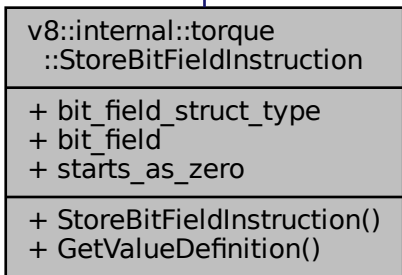 v8::internal::torque
::StoreBitFieldInstruction
+ bit_field_struct_type
+ bit_field
+ starts_as_zero
+ StoreBitFieldInstruction()
+ GetValueDefinition()